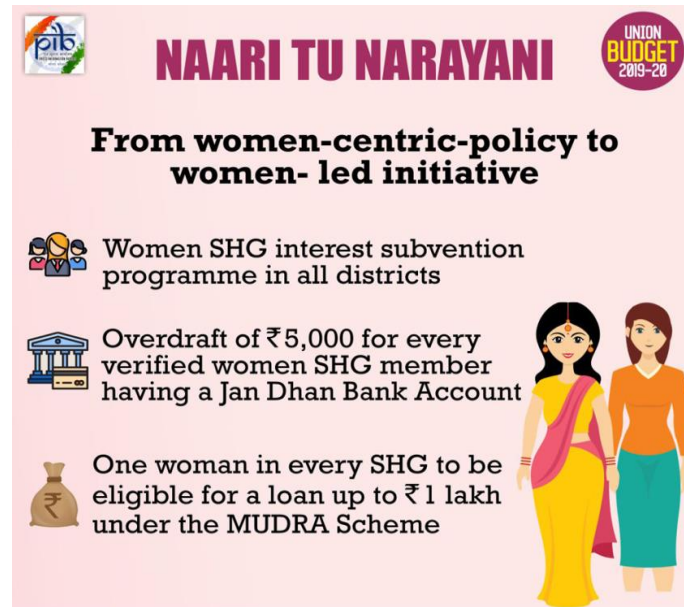 pib
NAARI TU NARAYANI
UNION
BUDGET
2019-20
From women-centric-policy to
women- led initiative
Women SHG interest subvention
programme in all districts
Overdraft of ₹5,000 for every
verified women SHG member
having a Jan Dhan Bank Account
One woman in every SHG to be
eligible for a loan up to ₹1 lakh
under the MUDRA Scheme